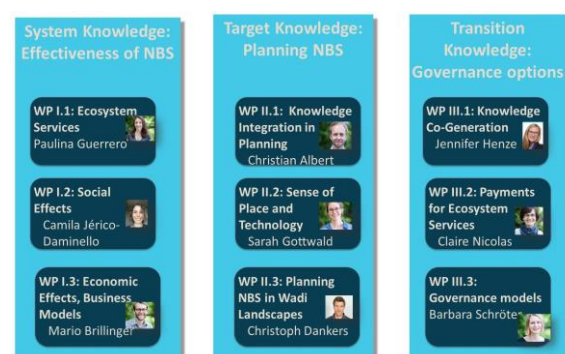 System Knowledge:
Effectiveness of NBS
WP I.1: Ecosystem
Services
Paulina Guerrero
WP I.2: Social
Effects
Camila Jérico-
Daminello
WP I.3: Economic
Effects, Business
Models
Mario Brillinger
Target Knowledge:
Planning NBS
WP II.1: Knowledge
Integration in
Planning
Christian Albert
WP II.2: Sense of
Place and
Technology
Sarah Gottwald
WP II.3: Planning
NBS in Wadi
Landscapes
Christoph Dankers
Transition
Knowledge:
Governance options
WP III.1: Knowledge
Co-Generation
Jennifer Henze
WP III.2: Payments
for Ecosystem
Services
Claire Nicolas
WP III.3:
Governance models
Barbara Schröter